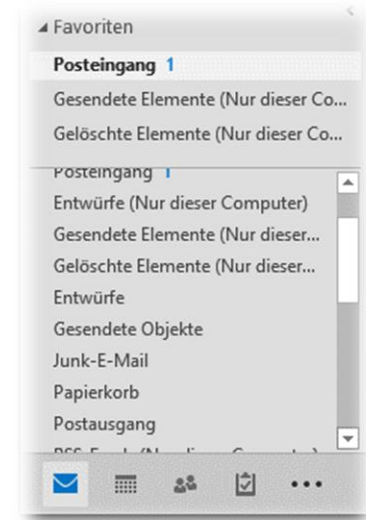 Favoriten
Posteingang 1
Gesendete Elemente (Nur dieser Co...
Gelöschte Elemente (Nur dieser Co...
Posteingang 1
Entwürfe (Nur dieser Computer)
Gesendete Elemente (Nur dieser...
Gelöschte Elemente (Nur dieser...
Entwürfe
Gesendete Objekte
Junk-E-Mail
Papierkorb
Postausgang